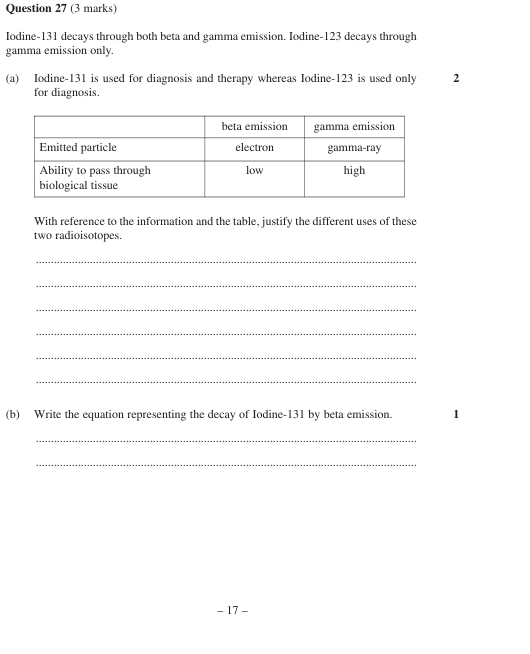 Question 27 (3 marks)
Iodine-131 decays through both beta and gamma emission. Iodine-123 decays through
gamma emission only.
(a) Iodine-131 is used for diagnosis and therapy whereas Iodine-123 is used only 2
for diagnosis.
beta emission gamma emission
Emitted particle electron gamma-ray
Ability to pass through low high
biological tissue
With reference to the information and the table, justify the different uses of these
two radioisotopes.
................................................................................................................................
................................................................................................................................
................................................................................................................................
................................................................................................................................
................................................................................................................................
................................................................................................................................
(b) Write the equation representing the decay of Iodine-131 by beta emission. 1
................................................................................................................................
................................................................................................................................
– 17 –